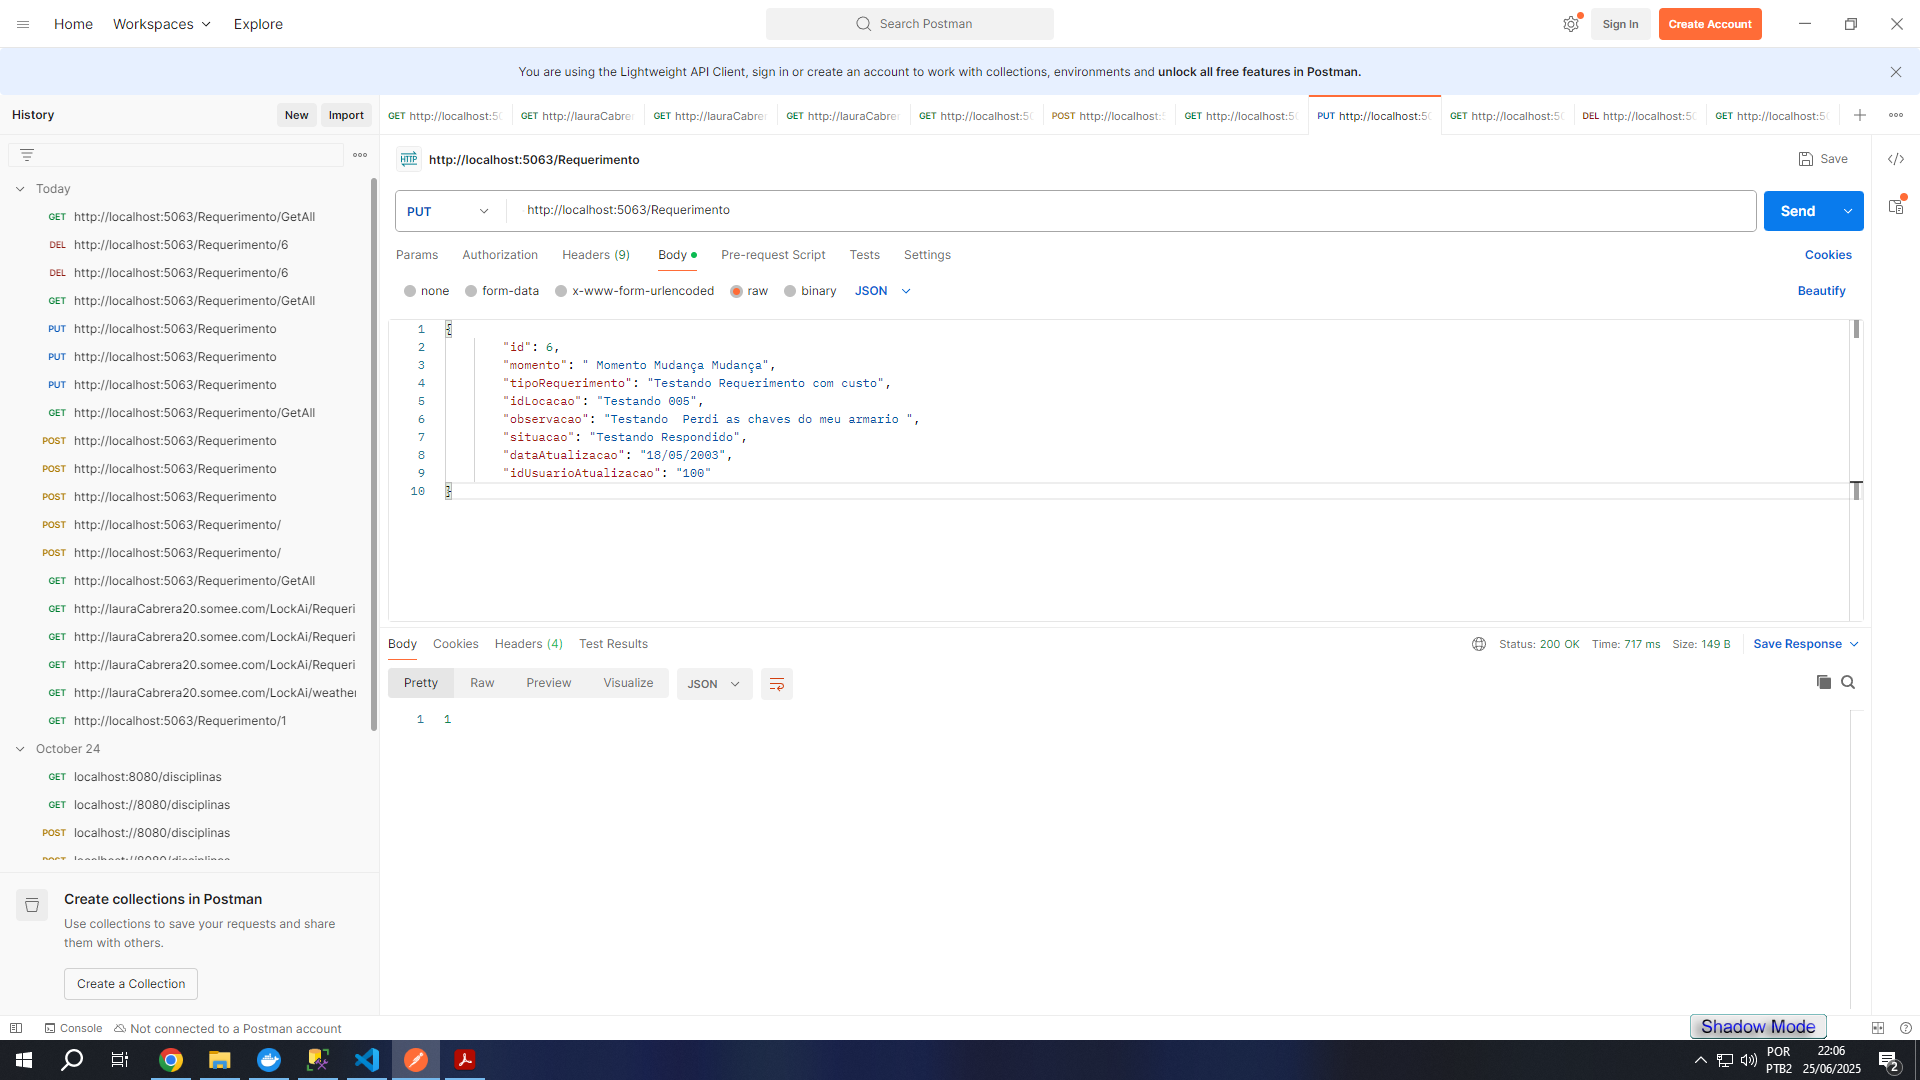 Home
Workspaces
Explore
Search Postman
Sign In
Create Account
You are using the Lightweight API Client, sign in or create an account to work with collections, environments and unlock all free features in Postman.
History
New
Import
GET http://localhost:50
GET http://lauraCabrer
GET http://lauraCabrer
GET http://lauraCabrer
GET http://localhost:50
POST http://localhost:5
GET http://localhost:50
PUT http://localhost:50
GET http://localhost:50
DEL http://localhost:50
GET http://localhost:50
Today
GET http://localhost:5063/Requerimento/GetAll
DEL http://localhost:5063/Requerimento/6
DEL http://localhost:5063/Requerimento/6
GET http://localhost:5063/Requerimento/GetAll
PUT http://localhost:5063/Requerimento
PUT http://localhost:5063/Requerimento
PUT http://localhost:5063/Requerimento
GET http://localhost:5063/Requerimento/GetAll
POST http://localhost:5063/Requerimento
POST http://localhost:5063/Requerimento
POST http://localhost:5063/Requerimento
POST http://localhost:5063/Requerimento/
POST http://localhost:5063/Requerimento/
GET http://localhost:5063/Requerimento/GetAll
GET http://lauraCabrera20.somee.com/LockAi/Requeri
GET http://lauraCabrera20.somee.com/LockAi/Requeri
GET http://lauraCabrera20.somee.com/LockAi/Requeri
GET http://lauraCabrera20.somee.com/LockAi/weather
GET http://localhost:5063/Requerimento/1
October 24
GET localhost:8080/disciplinas
GET localhost://8080/disciplinas
POST localhost://8080/disciplinas
POST localhost://8080/disciplinas
Create collections in Postman
Use collections to save your requests and share
them with others.
Create a Collection
HTTP http://localhost:5063/Requerimento
Save
PUT
http://localhost:5063/Requerimento
Send
Params
Authorization
Headers (9)
Body
Pre-request Script
Tests
Settings
Cookies
none
form-data
x-www-form-urlencoded
raw
binary
JSON
Beautify
1 {
2 "id": 6,
3 "momento": " Momento Mudança Mudança",
4 "tipoRequerimento": "Testando Requerimento com custo",
5 "idLocacao": "Testando 005",
6 "observacao": "Testando  Perdi as chaves do meu armario ",
7 "situacao": "Testando Respondido",
8 "dataAtualizacao": "18/05/2003",
9 "idUsuarioAtualizacao": "100"
10 }
Body
Cookies
Headers (4)
Test Results
Status: 200 OK
Time: 717 ms
Size: 149 B
Save Response
Pretty
Raw
Preview
Visualize
JSON
1 1
Console
Not connected to a Postman account
Shadow Mode
POR
PTB2
22:06
25/06/2025
2